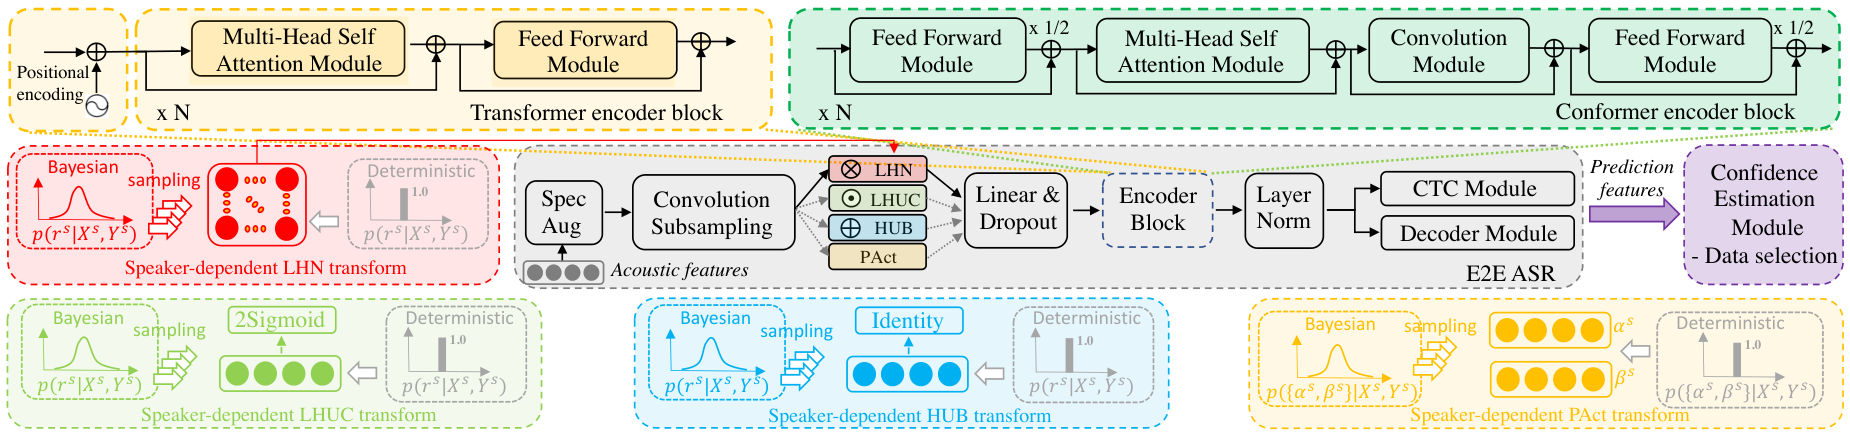 Positional
encoding
Multi-Head Self
Attention Module
Feed Forward
Module
x N
Transformer encoder block
Feed Forward
Module
x 1/2
Multi-Head Self
Attention Module
Convolution
Module
Feed Forward
Module
x 1/2
x N
Conformer encoder block
Bayesian
sampling
p(r^s|X^s, Y^s)
Deterministic
1.0
p(r^s|X^s, Y^s)
Speaker-dependent LHN transform
Spec
Aug
Acoustic features
Convolution
Subsampling
⊗ LHN
⊙ LHUC
⊕ HUB
PAct
Linear &
Dropout
Encoder
Block
Layer
Norm
CTC Module
Decoder Module
E2E ASR
Prediction
features
Confidence
Estimation
Module
- Data selection
Bayesian
sampling
p(r^s|X^s, Y^s)
2Sigmoid
Deterministic
1.0
p(r^s|X^s, Y^s)
Speaker-dependent LHUC transform
Bayesian
sampling
p(r^s|X^s, Y^s)
Identity
Deterministic
1.0
p(r^s|X^s, Y^s)
Speaker-dependent HUB transform
Bayesian
sampling
p({α^s, β^s}|X^s, Y^s)
α^s
β^s
Deterministic
1.0
p({α^s, β^s}|X^s, Y^s)
Speaker-dependent PAct transform